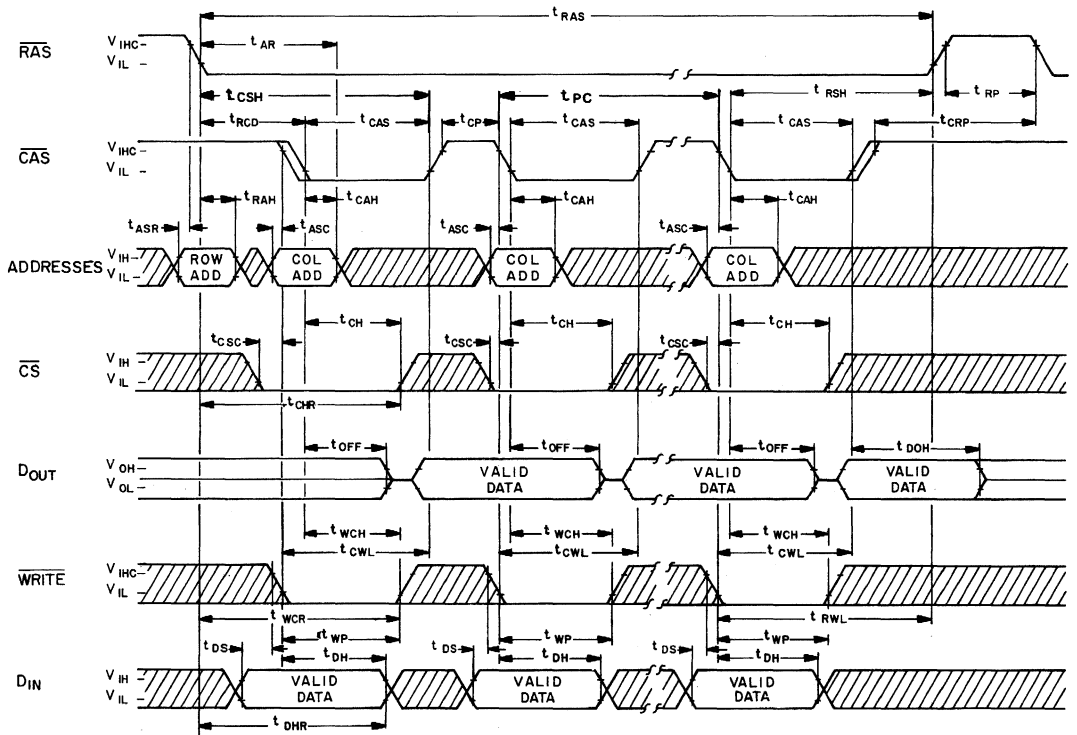 t RAS
RAS
V IHC
V IL
t AR
t CSH
t PC
t RSH
t RP
t RCD
t CAS
t CP
t CAS
t CAS
t CRP
CAS
V IHC
V IL
t RAH
t CAH
t CAH
t CAH
t ASR
t ASC
t ASC
t ASC
ADDRESSES
V IH
V IL
ROW ADD
COL ADD
COL ADD
COL ADD
t CH
t CH
t CH
t CSC
t CSC
t CSC
CS
V IH
V IL
t CHR
t OFF
t OFF
t OFF
t DOH
DOUT
V OH
V OL
VALID DATA
VALID DATA
VALID DATA
t WCH
t WCH
t WCH
t CWL
t CWL
t CWL
WRITE
V IHC
V IL
t WCR
t RWL
t WP
t WP
t WP
t DS
t DH
t DS
t DH
t DS
t DH
DIN
V IH
V IL
VALID DATA
VALID DATA
VALID DATA
t DHR